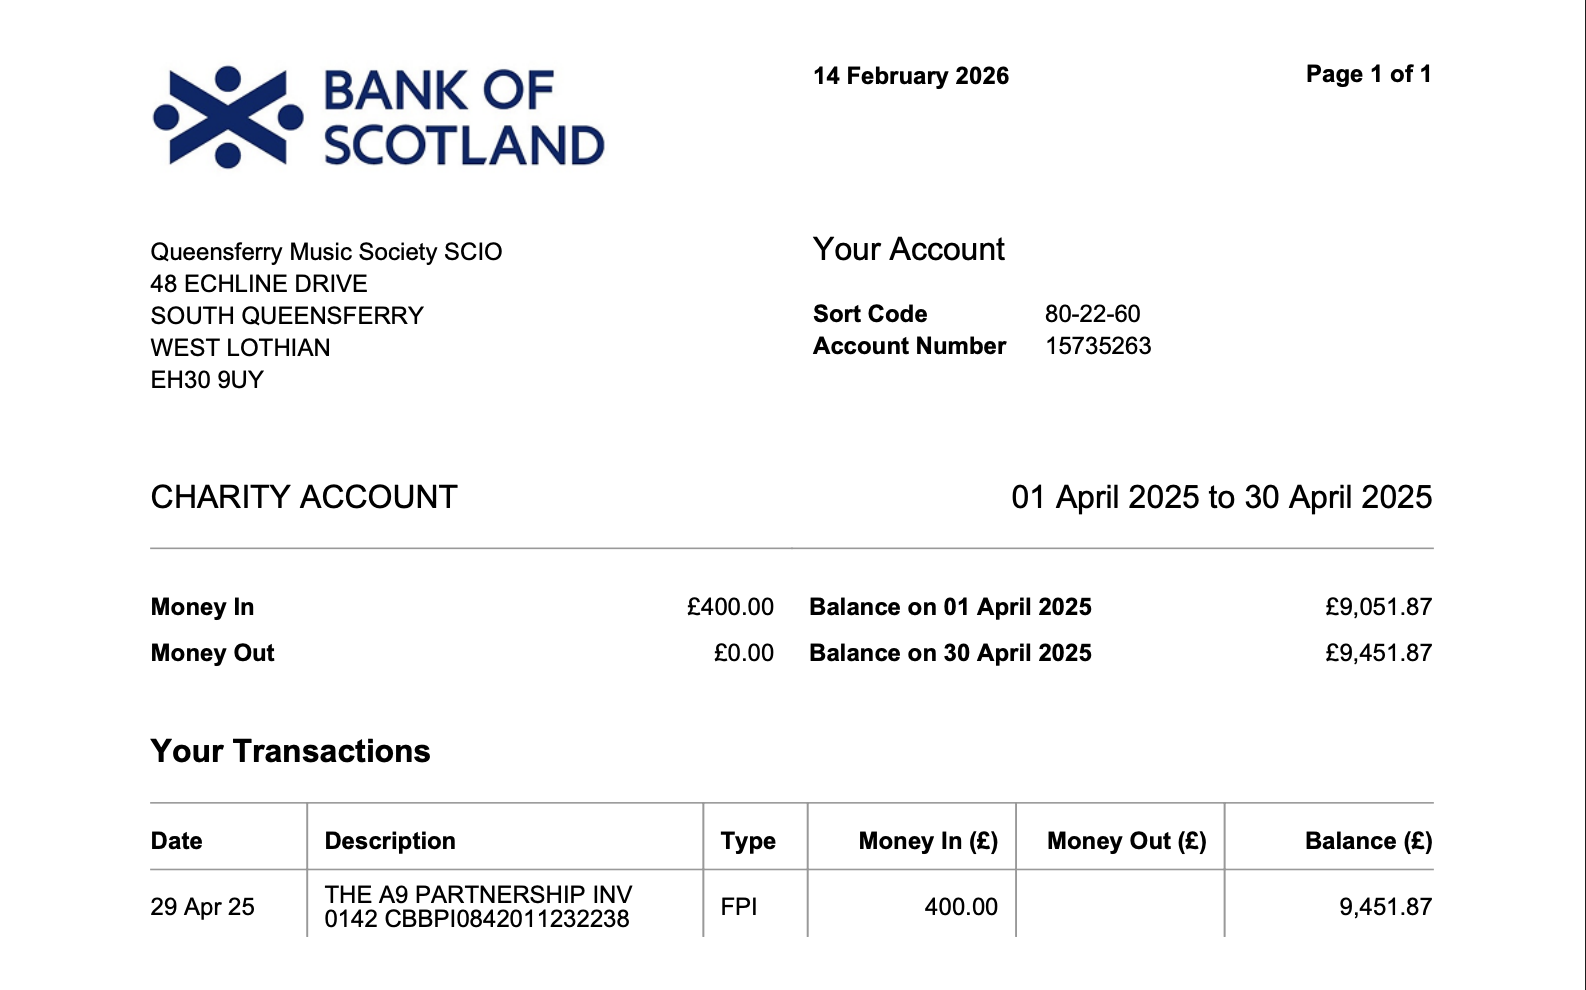 BANK OF
SCOTLAND
14 February 2026
Page 1 of 1
Queensferry Music Society SCIO
48 ECHLINE DRIVE
SOUTH QUEENSFERRY
WEST LOTHIAN
EH30 9UY
Your Account
Sort Code 80-22-60
Account Number 15735263
CHARITY ACCOUNT 01 April 2025 to 30 April 2025
Money In £400.00 Balance on 01 April 2025 £9,051.87
Money Out £0.00 Balance on 30 April 2025 £9,451.87
Your Transactions
Date Description Type Money In (£) Money Out (£) Balance (£)
29 Apr 25 THE A9 PARTNERSHIP INV
0142 CBBPI0842011232238 FPI 400.00 9,451.87